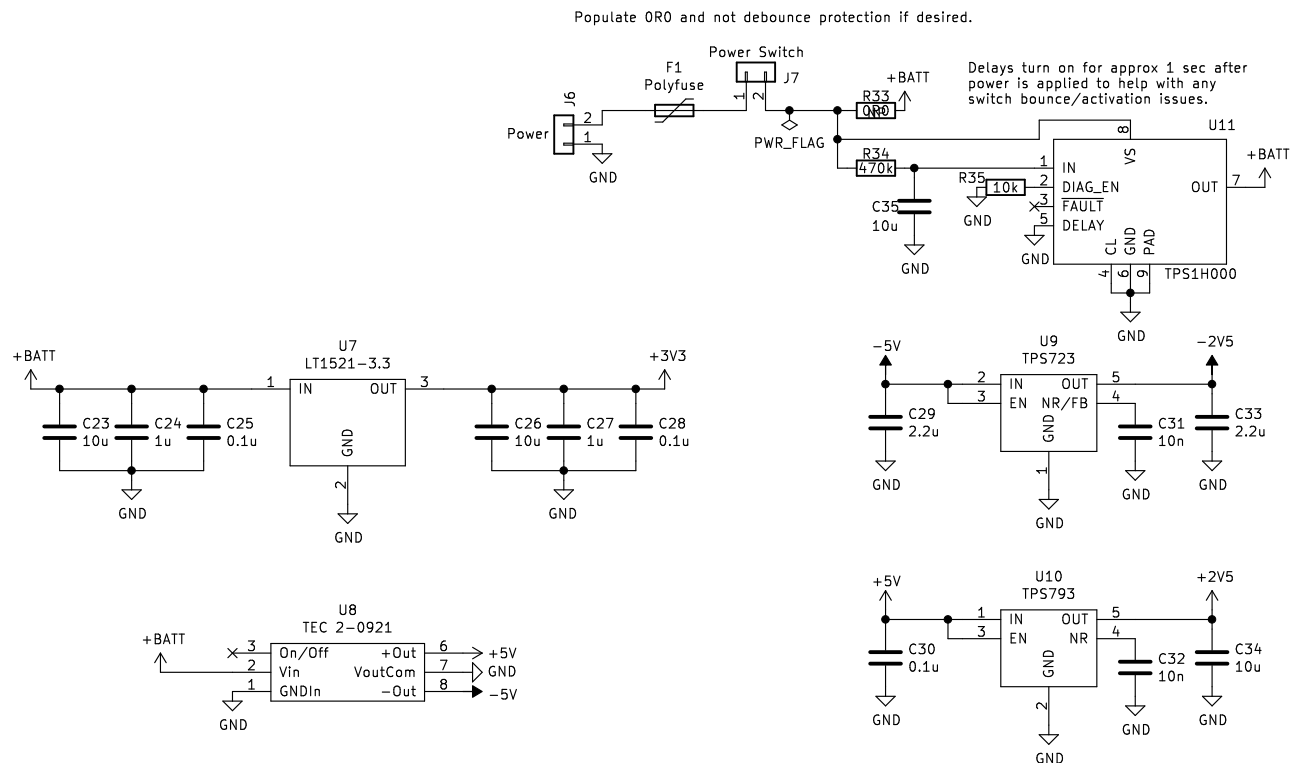 Populate 0R0 and not debounce protection if desired.
Power Switch
J7
1
2
F1
Polyfuse
J6
Power
2
1
GND
PWR_FLAG
R33
0R0
NP
+BATT
Delays turn on for approx 1 sec after
power is applied to help with any
switch bounce/activation issues.
R34
470k
C35
10u
GND
R35
10k
GND
GND
U11
8
VS
1
IN
2
DIAG_EN
3
FAULT
5
DELAY
OUT
7
+BATT
CL
GND
PAD
4
6
9
TPS1H000
GND
+BATT
C23
10u
C24
1u
C25
0.1u
GND
U7
LT1521-3.3
1
IN
OUT
3
GND
2
GND
+3V3
C26
10u
C27
1u
C28
0.1u
GND
-5V
C29
2.2u
GND
U9
TPS723
2
IN
OUT
5
3
EN
NR/FB
4
GND
1
GND
C31
10n
GND
-2V5
C33
2.2u
GND
+BATT
U8
TEC 2-0921
3
On/Off
+Out
6
+5V
2
Vin
VoutCom
7
GND
1
GNDIn
-Out
8
-5V
GND
+5V
C30
0.1u
GND
U10
TPS793
1
IN
OUT
5
3
EN
NR
4
GND
2
GND
C32
10n
GND
+2V5
C34
10u
GND